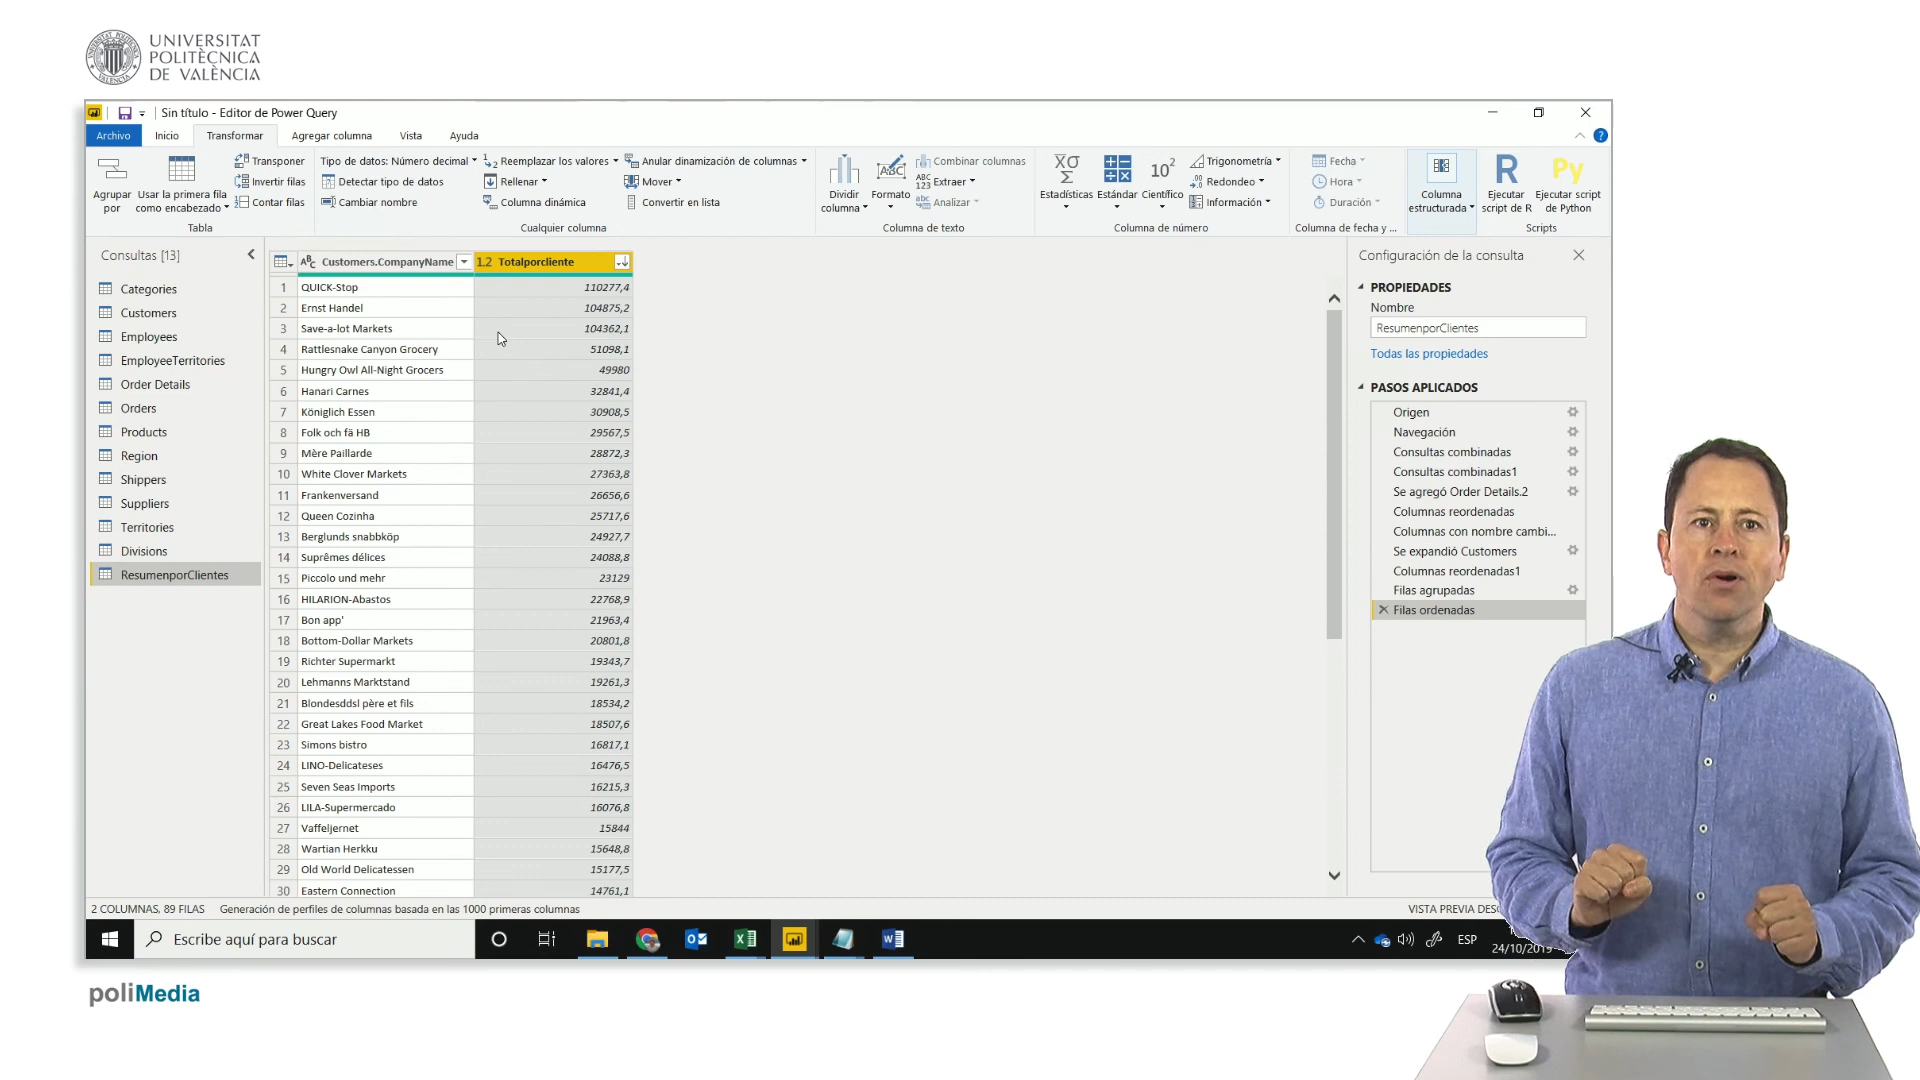 UNIVERSITAT
POLITÈCNICA
DE VALÈNCIA
Sin título - Editor de Power Query
Archivo Inicio Transformar Agregar columna Vista Ayuda
Agrupar por
Usar la primera fila como encabezado
Transponer
Invertir filas
Contar filas
Tabla
Tipo de datos: Número decimal
Detectar tipo de datos
Cambiar nombre
Reemplazar los valores
Rellenar
Columna dinámica
Anular dinamización de columnas
Mover
Convertir en lista
Cualquier columna
Dividir columna
Formato
Combinar columnas
Extraer
Analizar
Columna de texto
Estadísticas
Estándar
Científico
Trigonometría
Redondeo
Información
Columna de número
Fecha
Hora
Duración
Columna de fecha y ...
Columna estructurada
Ejecutar script de R
Ejecutar script de Python
Scripts
Consultas [13]
Categories
Customers
Employees
EmployeeTerritories
Order Details
Orders
Products
Region
Shippers
Suppliers
Territories
Divisions
ResumenporClientes
Customers.CompanyName 1.2 Totalporcliente
1 QUICK-Stop 110277,4
2 Ernst Handel 104875,2
3 Save-a-lot Markets 104362,1
4 Rattlesnake Canyon Grocery 51098,1
5 Hungry Owl All-Night Grocers 49980
6 Hanari Carnes 32841,4
7 Königlich Essen 30908,5
8 Folk och fä HB 29567,5
9 Mère Paillarde 28872,3
10 White Clover Markets 27363,8
11 Frankenversand 26656,6
12 Queen Cozinha 25717,6
13 Berglunds snabbköp 24927,7
14 Suprêmes délices 24088,8
15 Piccolo und mehr 23129
16 HILARION-Abastos 22768,9
17 Bon app' 21963,4
18 Bottom-Dollar Markets 20801,8
19 Richter Supermarkt 19343,7
20 Lehmanns Marktstand 19261,3
21 Blondesddsl père et fils 18534,2
22 Great Lakes Food Market 18507,6
23 Simons bistro 16817,1
24 LINO-Delicateses 16476,5
25 Seven Seas Imports 16215,3
26 LILA-Supermercado 16076,8
27 Vaffeljernet 15844
28 Wartian Herkku 15648,8
29 Old World Delicatessen 15177,5
30 Eastern Connection 14761,1
Configuración de la consulta
PROPIEDADES
Nombre
ResumenporClientes
Todas las propiedades
PASOS APLICADOS
Origen
Navegación
Consultas combinadas
Consultas combinadas1
Se agregó Order Details.2
Columnas reordenadas
Columnas con nombre cambi...
Se expandió Customers
Columnas reordenadas1
Filas agrupadas
Filas ordenadas
2 COLUMNS, 89 FILAS Generación de perfiles de columnas basada en las 1000 primeras columnas
VISTA PREVIA
Escribe aquí para buscar
ESP
24/10/2019
poliMedia